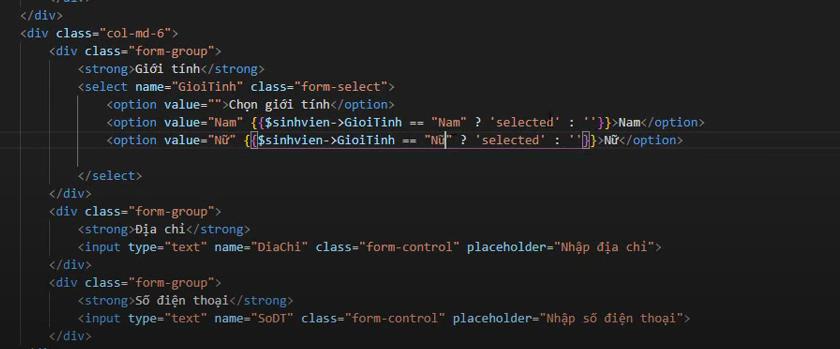 </div>
</div>
<div class="col-md-6">
<div class="form-group">
<strong>Giới tính</strong>
<select name="GioiTinh" class="form-select">
<option value="">Chọn giới tính</option>
<option value="Nam" {{$sinhvien->GioiTinh == "Nam" ? 'selected' : ''}}>Nam</option>
<option value="Nữ" {{$sinhvien->GioiTinh == "Nữ" ? 'selected' : ''}}>Nữ</option>
</select>
</div>
<div class="form-group">
<strong>Địa chỉ</strong>
<input type="text" name="DiaChi" class="form-control" placeholder="Nhập địa chỉ">
</div>
<div class="form-group">
<strong>Số điện thoại</strong>
<input type="text" name="SoDT" class="form-control" placeholder="Nhập số điện thoại">
</div>